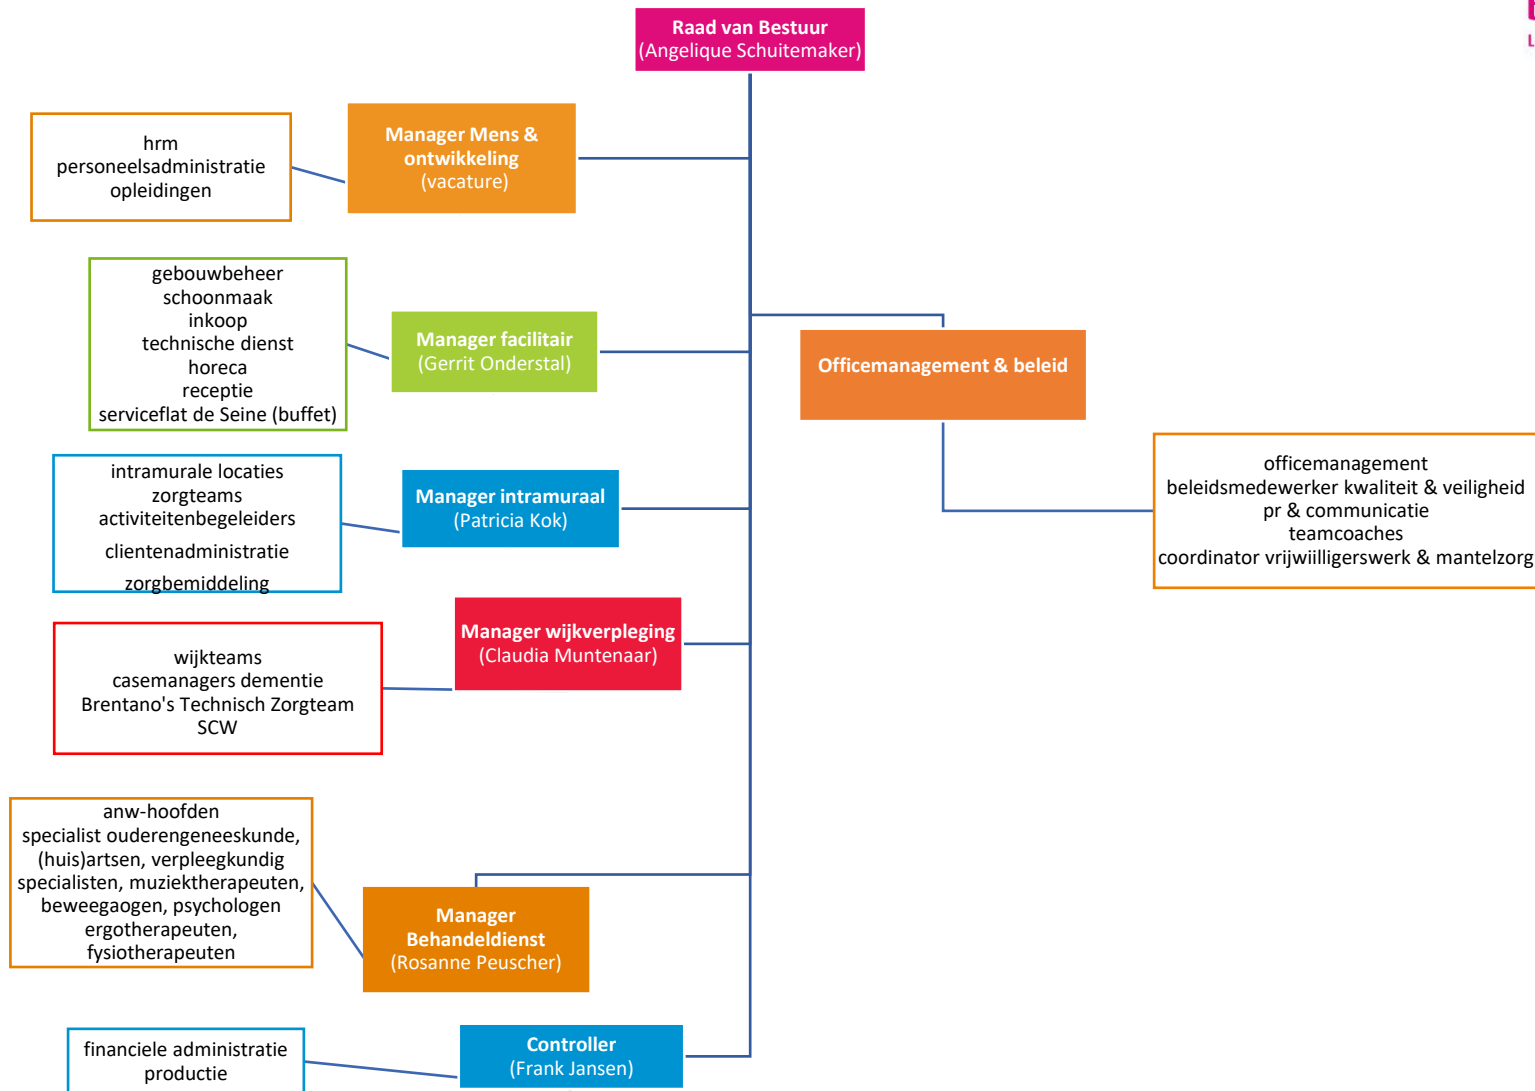 Raad van Bestuur
(Angelique Schuitemaker)
L
Manager Mens &
ontwikkeling
(vacature)
hrm
personeelsadministratie
opleidingen
gebouwbeheer
schoonmaak
inkoop
technische dienst
horeca
receptie
serviceflat de Seine (buffet)
Manager facilitair
(Gerrit Onderstal)
Officemanagement & beleid
officemanagement
beleidsmedewerker kwaliteit & veiligheid
pr & communicatie
teamcoaches
coordinator vrijwiilligerswerk & mantelzorg
intramurale locaties
zorgteams
activiteitenbegeleiders
clientenadministratie
zorgbemiddeling
Manager intramuraal
(Patricia Kok)
Manager wijkverpleging
(Claudia Muntenaar)
wijkteams
casemanagers dementie
Brentano's Technisch Zorgteam
SCW
anw-hoofden
specialist ouderengeneeskunde,
(huis)artsen, verpleegkundig
specialisten, muziektherapeuten,
beweegaogen, psychologen
ergotherapeuten,
fysiotherapeuten
Manager
Behandeldienst
(Rosanne Peuscher)
financiele administratie
productie
Controller
(Frank Jansen)